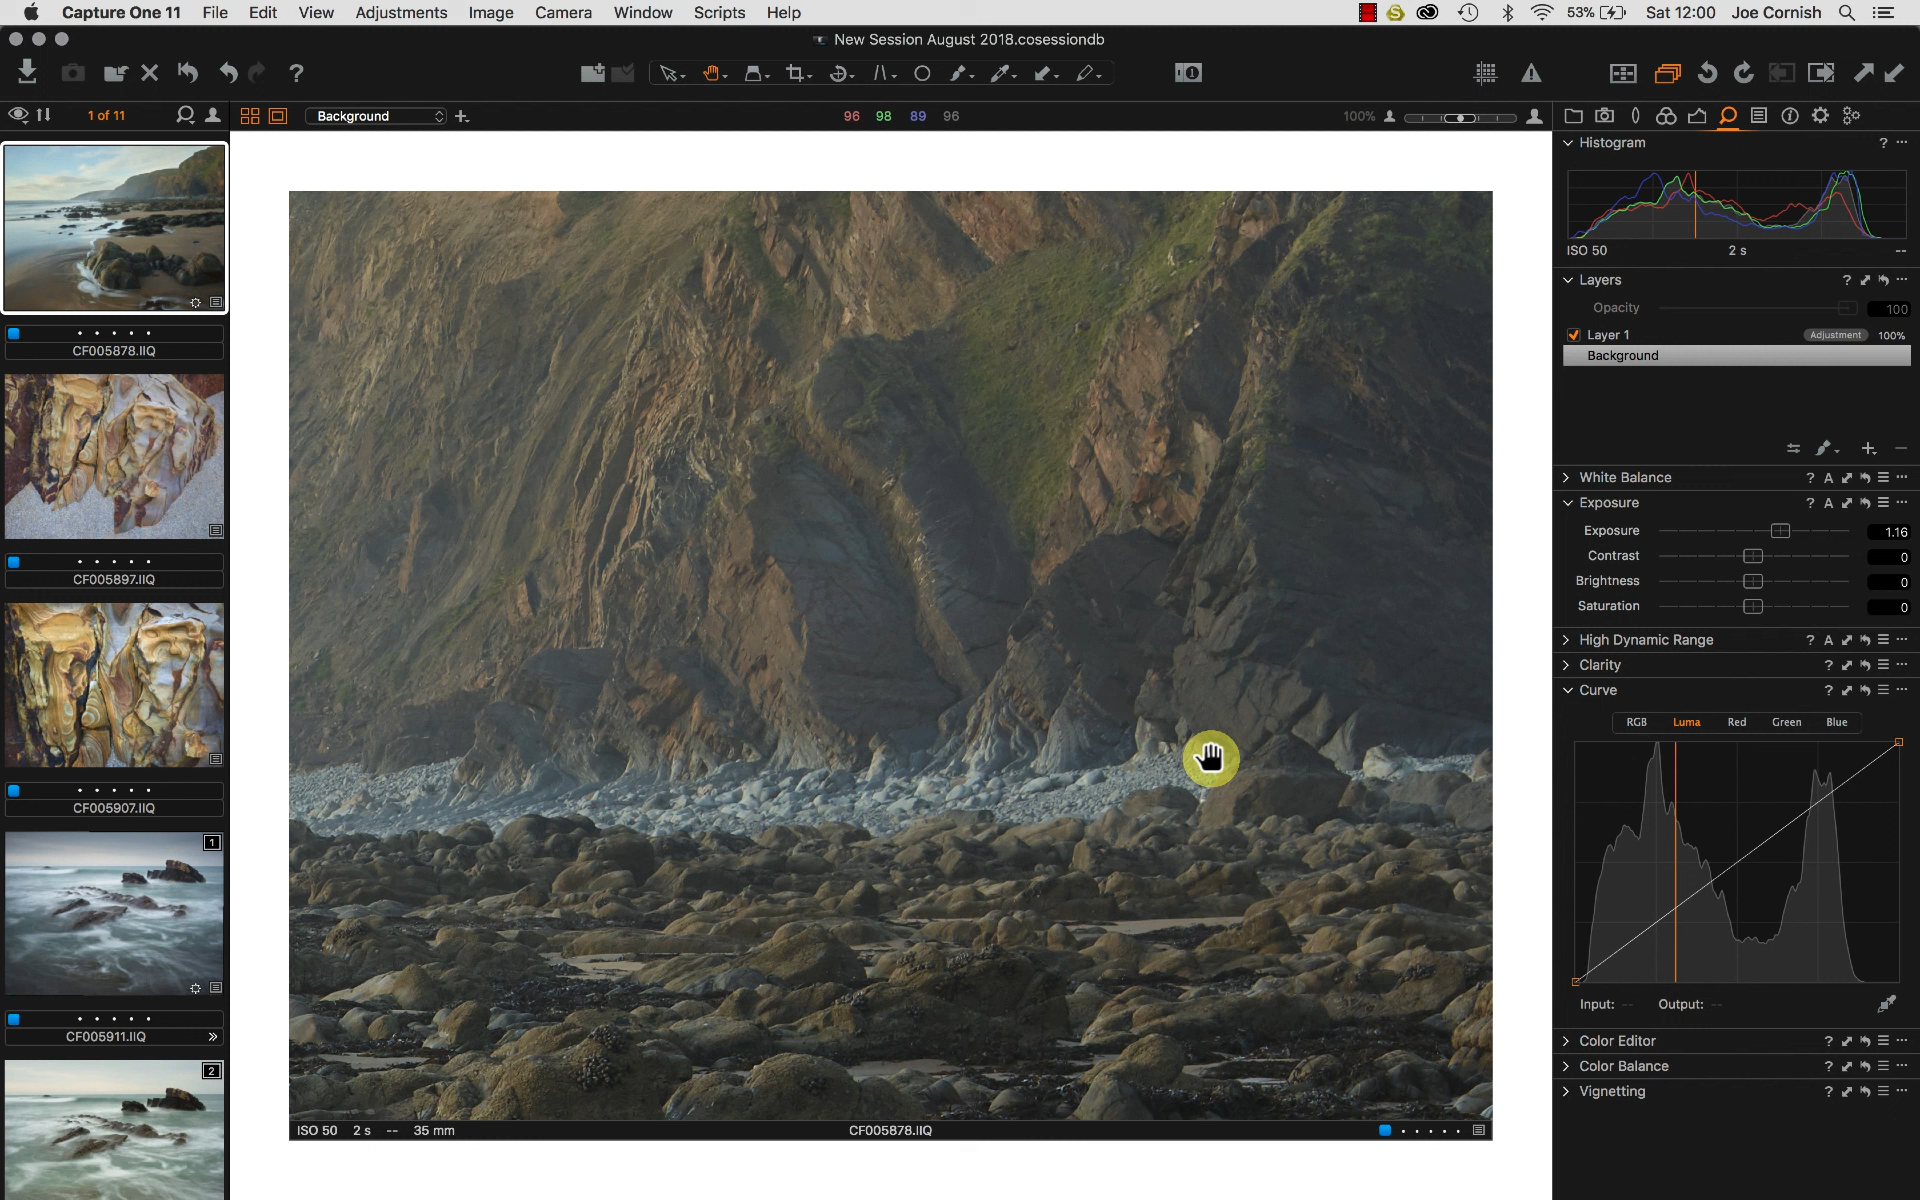 Capture One 11 File Edit View Adjustments Image Camera Window Scripts Help 53% Sat 12:00 Joe Cornish
New Session August 2018.cosessiondb
?
1 of 11 Background 96 98 89 96 100%
Histogram ? ...
ISO 50 2 s --
Layers ? ...
Opacity 100
Layer 1 Adjustment 100%
Background
White Balance ? A ...
Exposure ? A ...
Exposure 1.16
Contrast 0
Brightness 0
Saturation 0
High Dynamic Range ? A ...
Clarity ? ...
Curve ? ...
RGB Luma Red Green Blue
Input: -- Output: --
Color Editor ? ...
Color Balance ? ...
Vignetting ? ...
CF005878.IIQ
CF005897.IIQ
CF005907.IIQ
1
CF005911.IIQ »
2
ISO 50 2 s -- 35 mm CF005878.IIQ